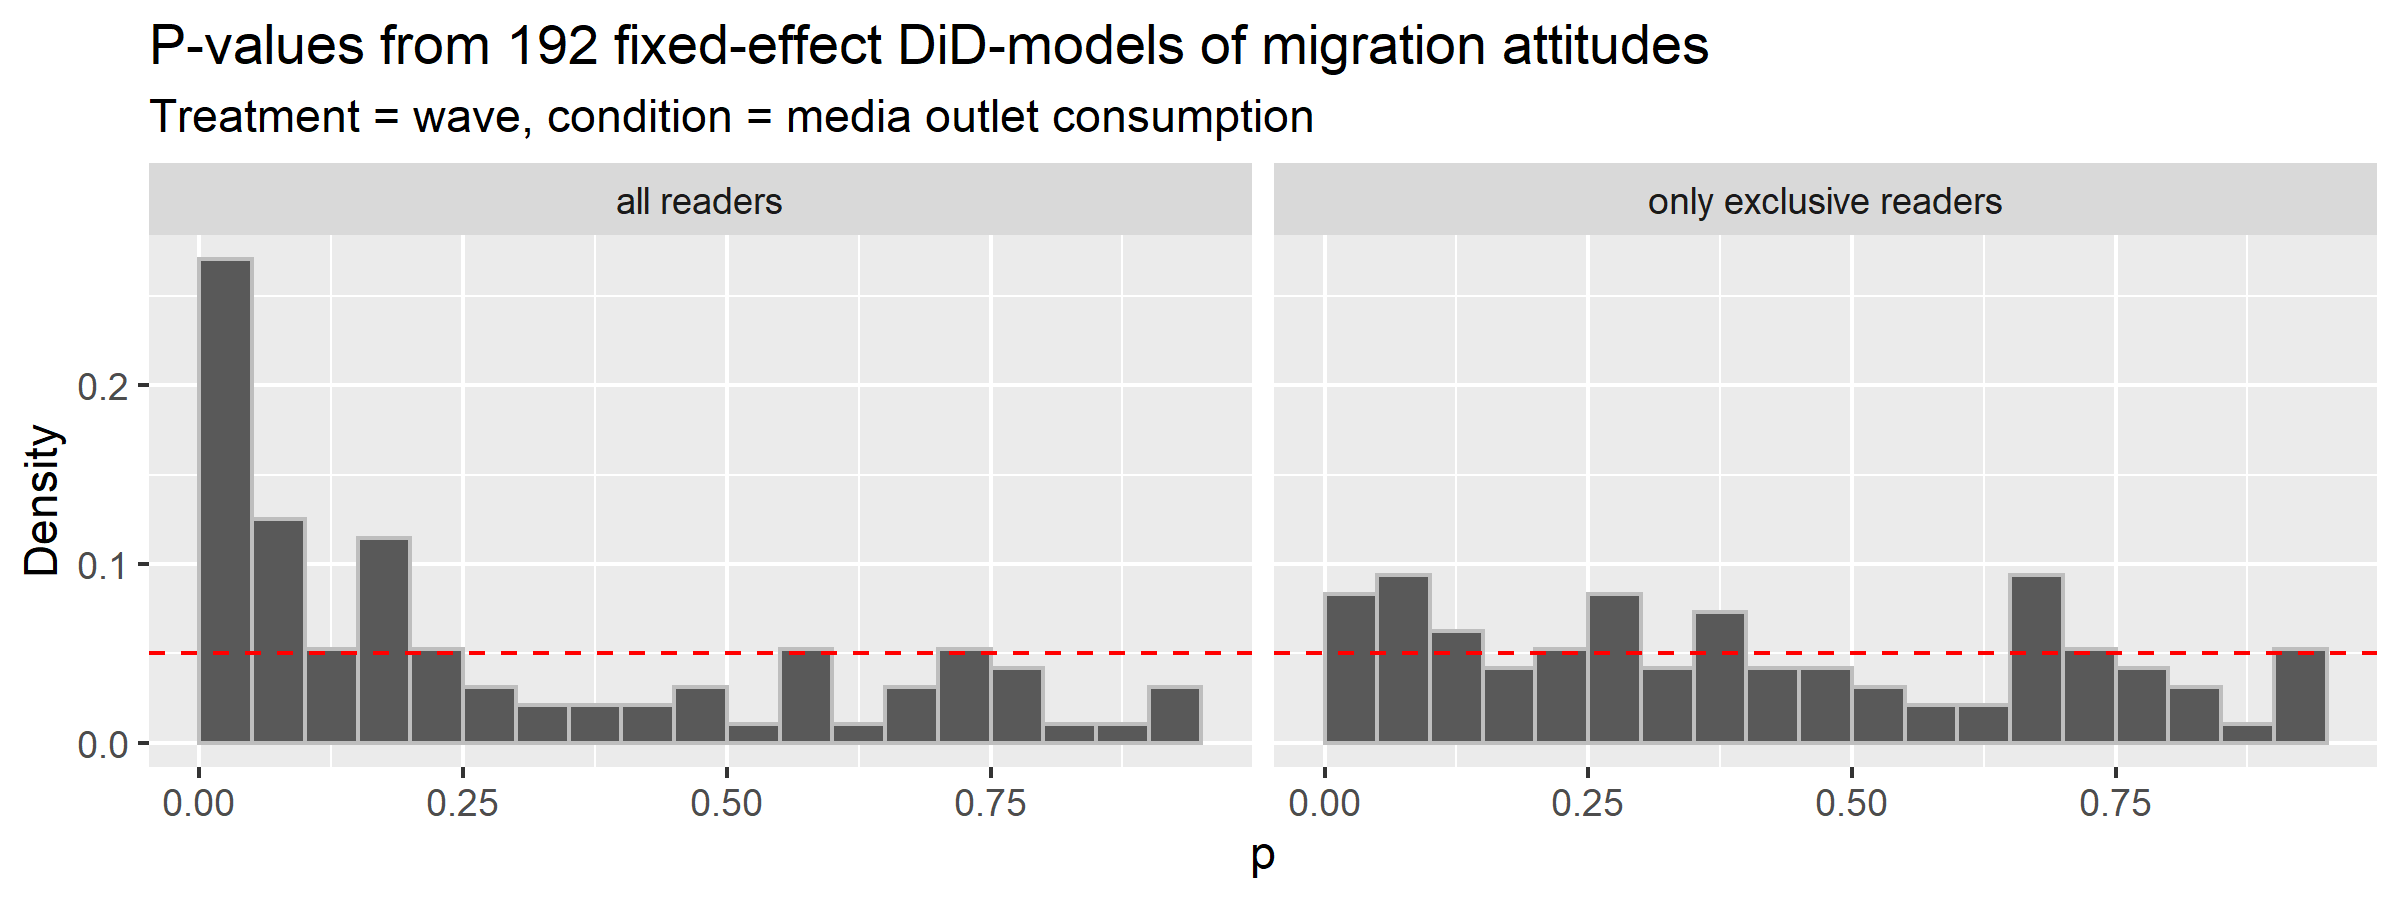 P-values from 192 fixed-effect DiD-models of migration attitudes
Treatment = wave, condition = media outlet consumption
all readers
only exclusive readers
Density
0.2
0.1
0.0
0.00 0.25 0.50 0.75
0.00 0.25 0.50 0.75
p